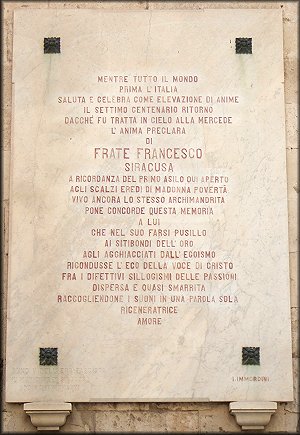 MENTRE TUTTO IL MONDO
PRIMA L'ITALIA
SALUTA E CELEBRA COME ELEVAZIONE DI ANIME
IL SETTIMO CENTENARIO RITORNO
DACCHÉ FU TRATTA IN CIELO ALLA MERCEDE
L'ANIMA PRECLARA
DI
FRATE FRANCESCO
SIRACUSA
A RICORDANZA DEL PRIMO ASILO QUI APERTO
AGLI SCALZI EREDI DI MADONNA POVERTÀ
VIVO ANCORA LO STESSO ARCHIMANDRITA
PONE CONCORDE QUESTA MEMORIA
A LUI
CHE NEL SUO FARSI PUSILLO
AI SITIBONDI DELL'ORO
AGLI AGGHIACCIATI DALL'EGOISMO
RICONDUSSE L'ECO DELLA VOCE DI CRISTO
FRA I DIFETTIVI SILLOGISMI DELLE PASSIONI
DISPERSA E QUASI SMARRITA
RACCOGLIENDONE I SUONI IN UNA PAROLA SOLA
RIGENERATRICE
AMORE
I. IMMORDINI